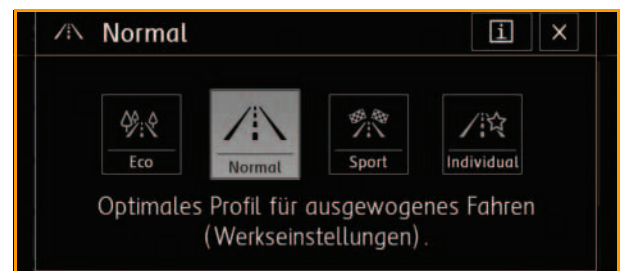 Normal
Eco Normal Sport Individual
Optimales Profil für ausgewogenes Fahren
(Werkseinstellungen).